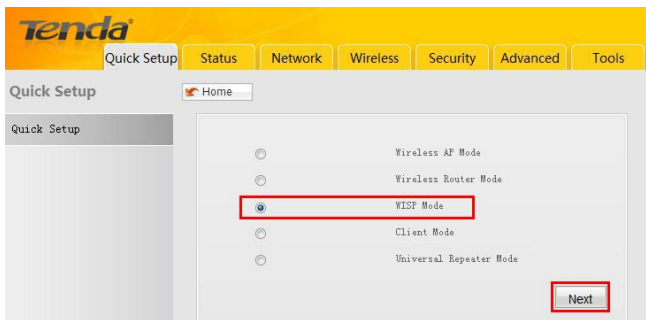 Tenda
Quick Setup Status Network Wireless Security Advanced Tools
Quick Setup Home
Quick Setup
Wireless AP Mode
Wireless Router Mode
WISP Mode
Client Mode
Universal Repeater Mode
Next